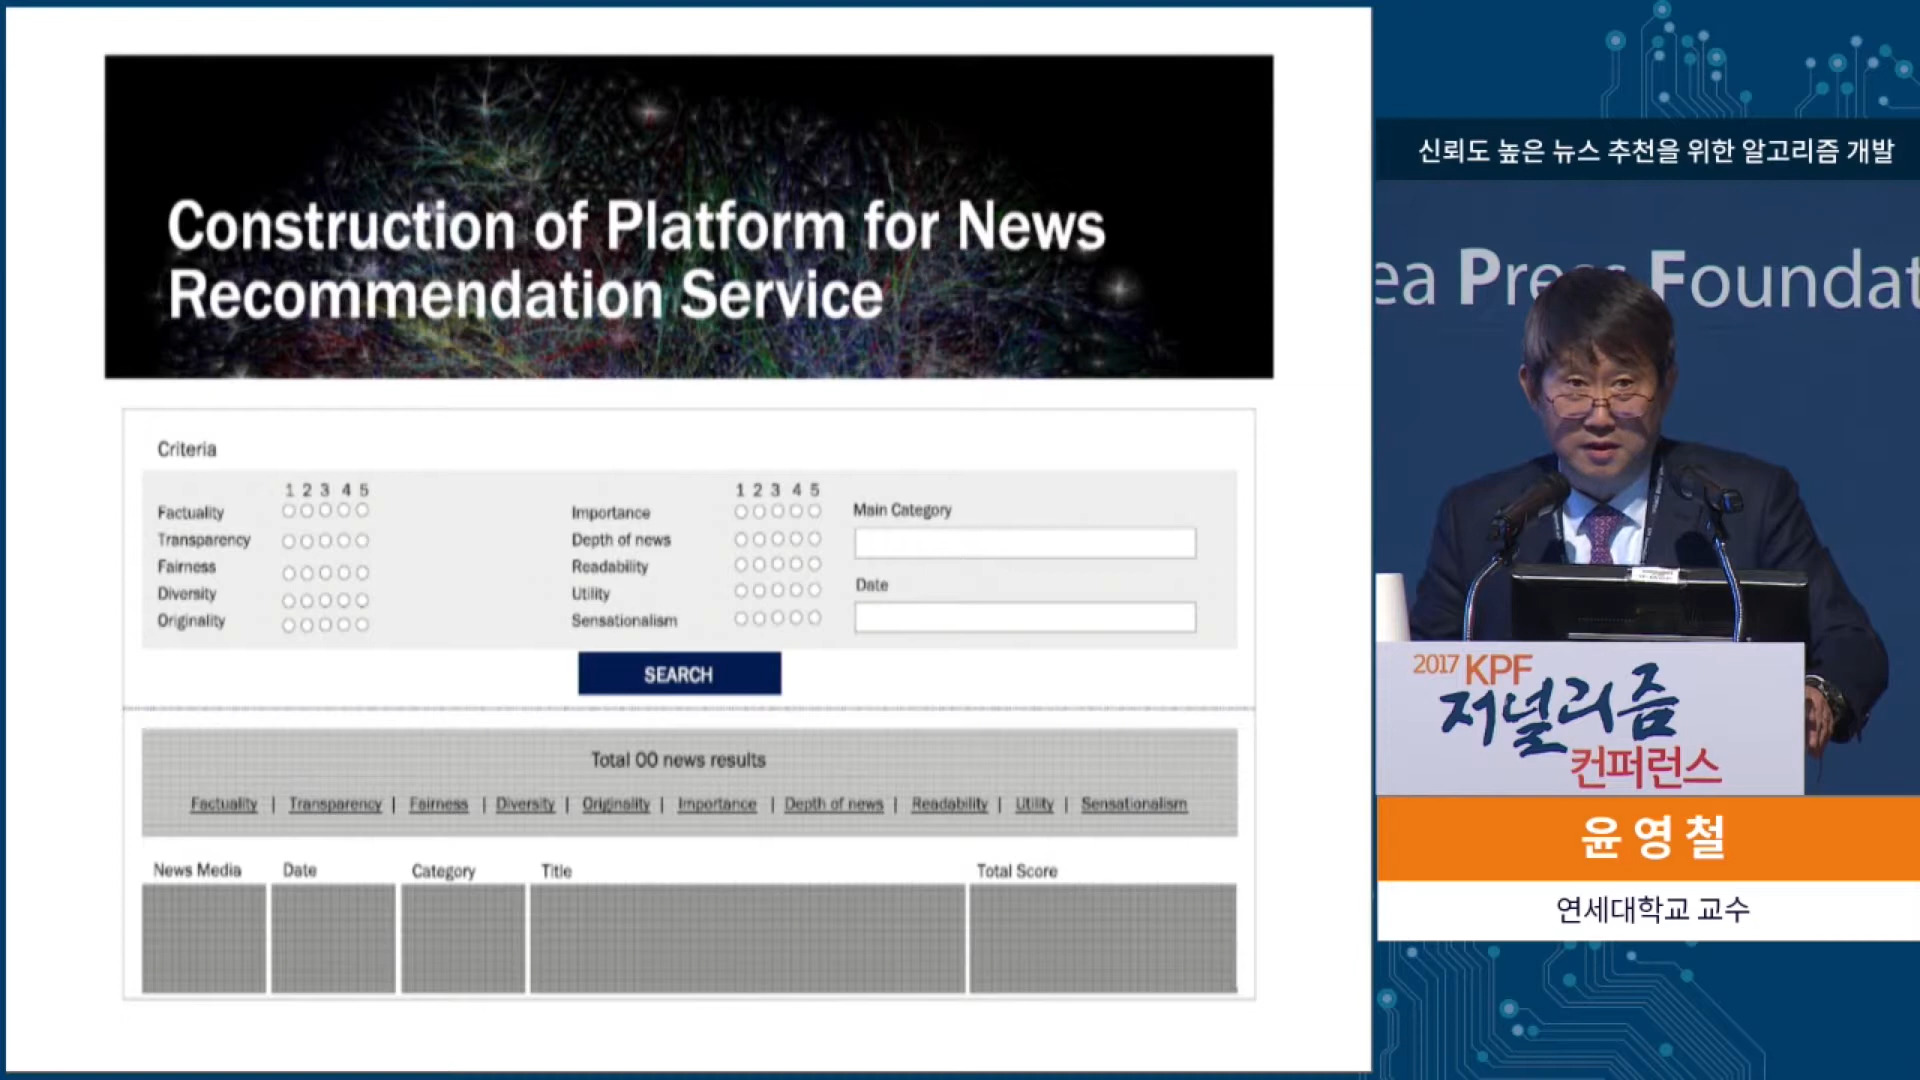 Construction of Platform for News
Recommendation Service
Criteria
1 2 3 4 5
Factuality
Transparency
Fairness
Diversity
Originality
1 2 3 4 5
Importance
Depth of news
Readability
Utility
Sensationalism
Main Category
Date
SEARCH
Total 00 news results
Factuality | Transparency | Fairness | Diversity | Originality | Importance | Depth of news | Readability | Utility | Sensationalism
News Media Date Category Title Total Score
신뢰도 높은 뉴스 추천을 위한 알고리즘 개발
ea Press Foundat
2017 KPF
저널리즘
컨퍼런스
윤영철
연세대학교 교수